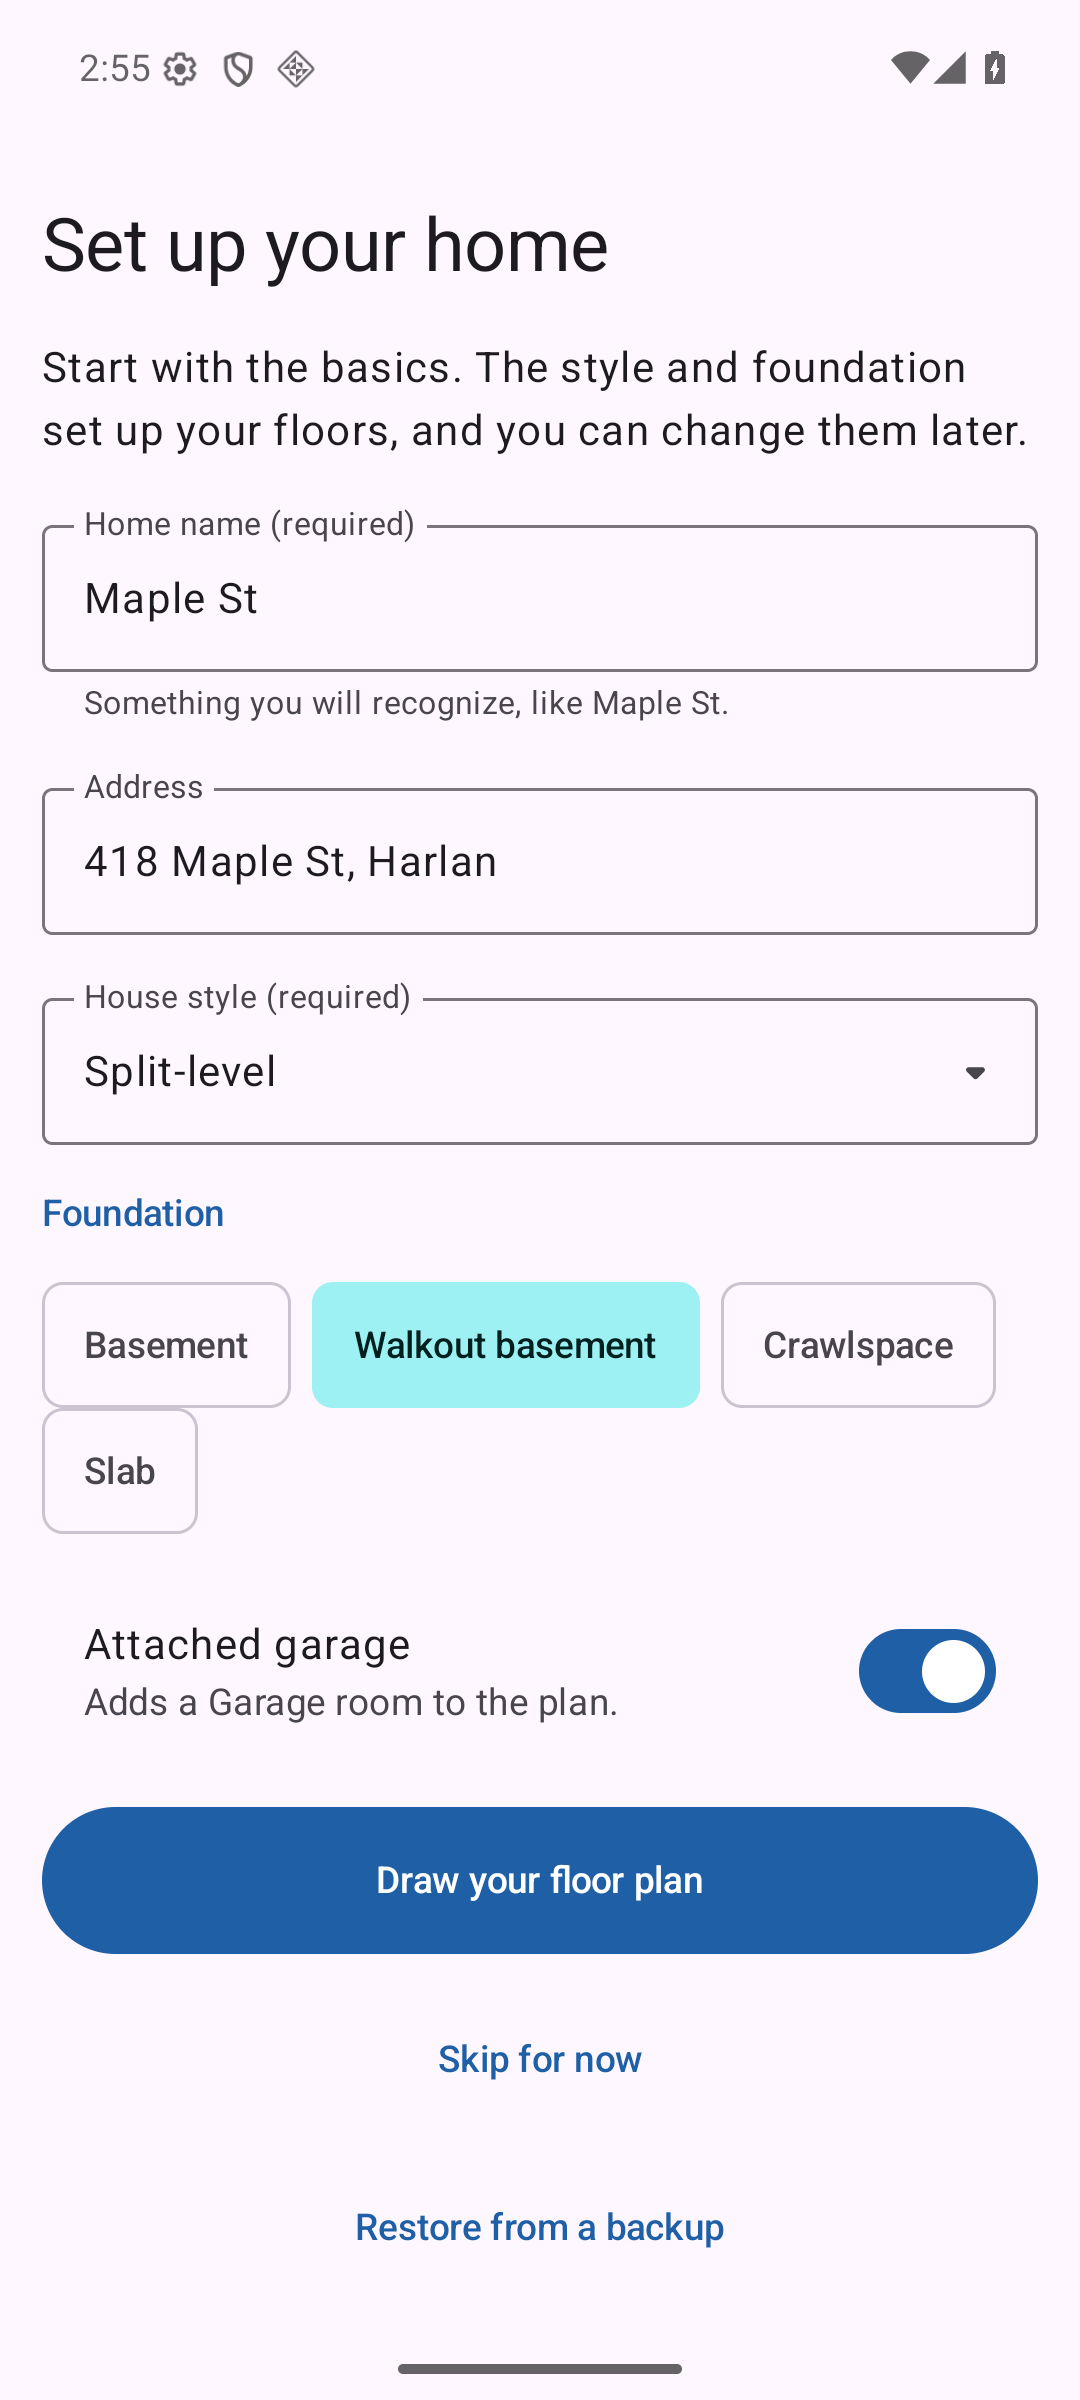 2:55
Set up your home
Start with the basics. The style and foundation
set up your floors, and you can change them later.
Home name (required)
Maple St
Something you will recognize, like Maple St.
Address
418 Maple St, Harlan
House style (required)
Split-level
Foundation
Basement
Walkout basement
Crawlspace
Slab
Attached garage
Adds a Garage room to the plan.
Draw your floor plan
Skip for now
Restore from a backup